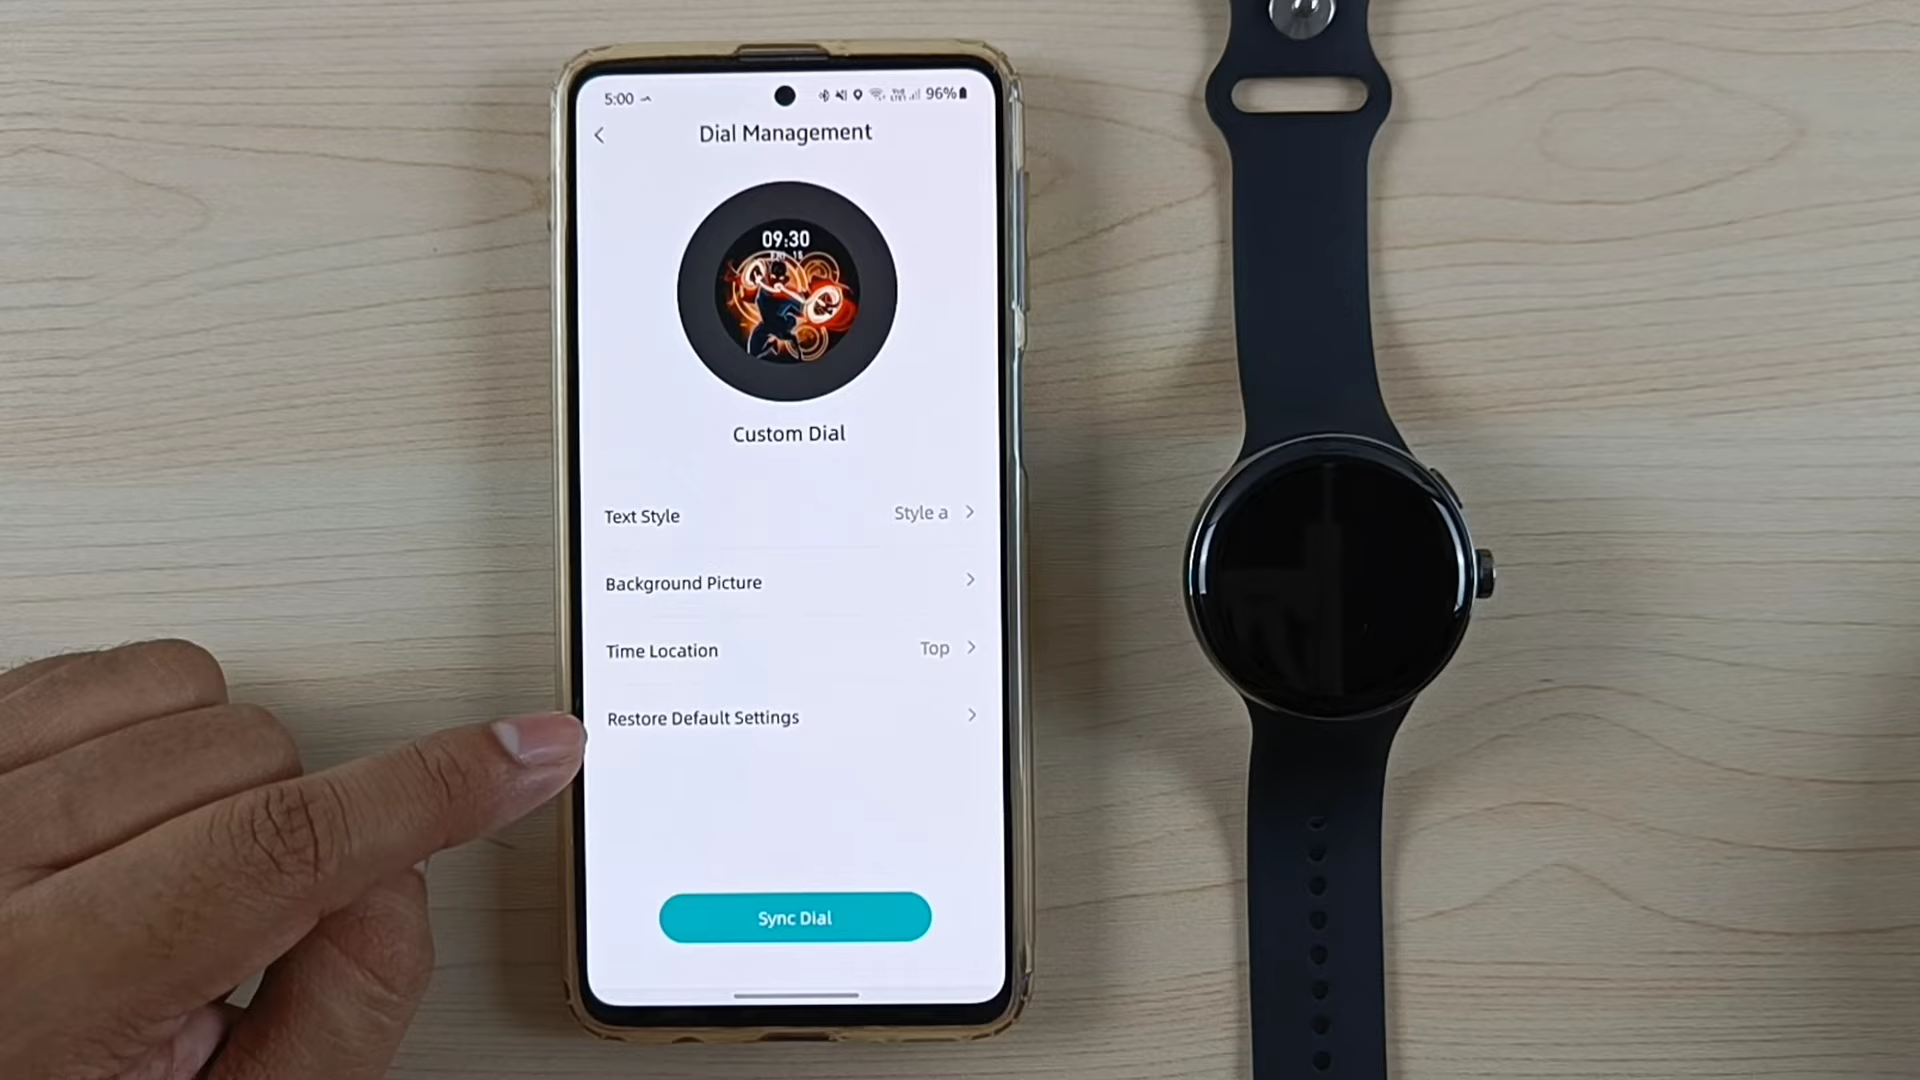 5:00
96%
Dial Management
09:30
Custom Dial
Text Style Style a
Background Picture
Time Location Top
Restore Default Settings
Sync Dial